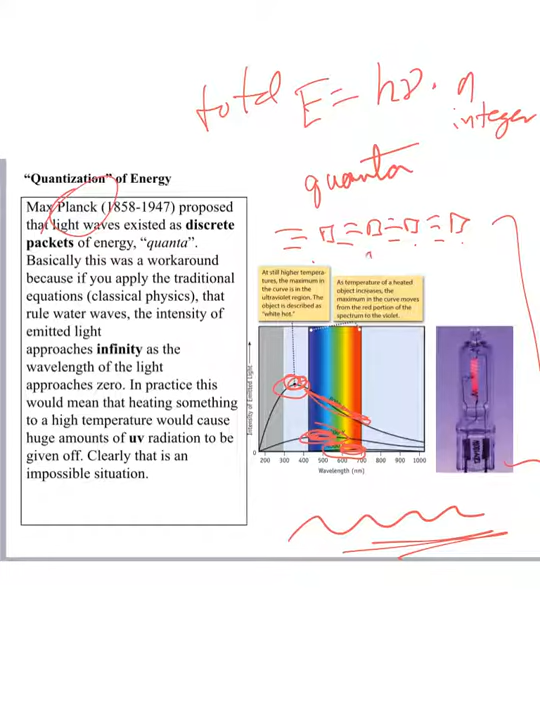 total E = hν · n
integer
quanta
“Quantization” of Energy
Max Planck (1858-1947) proposed
that light waves existed as discrete
packets of energy, “quanta”.
Basically this was a workaround
because if you apply the traditional
equations (classical physics), that
rule water waves, the intensity of
emitted light
approaches infinity as the
wavelength of the light
approaches zero. In practice this
would mean that heating something
to a high temperature would cause
huge amounts of uv radiation to be
given off. Clearly that is an
impossible situation.
At still higher tempera-
tures, the maximum in
the curve is in the
ultraviolet region. The
object is described as
“white hot.”
As temperature of a heated
object increases, the
maximum in the curve moves
from the red portion of the
spectrum to the violet.
Intensity of Emitted Light
0
200 300 400 500 600 700 800 900 1000
Wavelength (nm)